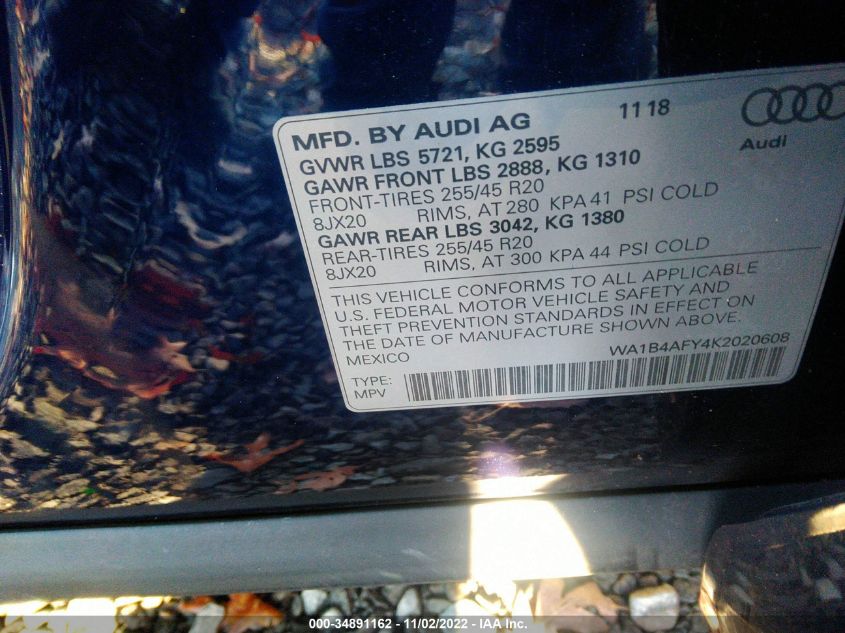 MFD. BY AUDI AG 11 18
Audi
GVWR LBS 5721, KG 2595
GAWR FRONT LBS 2888, KG 1310
FRONT-TIRES 255/45 R20
8JX20 RIMS, AT 280 KPA 41 PSI COLD
GAWR REAR LBS 3042, KG 1380
REAR-TIRES 255/45 R20
8JX20 RIMS, AT 300 KPA 44 PSI COLD
THIS VEHICLE CONFORMS TO ALL APPLICABLE
U.S. FEDERAL MOTOR VEHICLE SAFETY AND
THEFT PREVENTION STANDARDS IN EFFECT ON
THE DATE OF MANUFACTURE SHOWN ABOVE.
MEXICO WA1B4AFY4K2020608
TYPE:
MPV
000-34891162 - 11/02/2022 - IAA Inc.